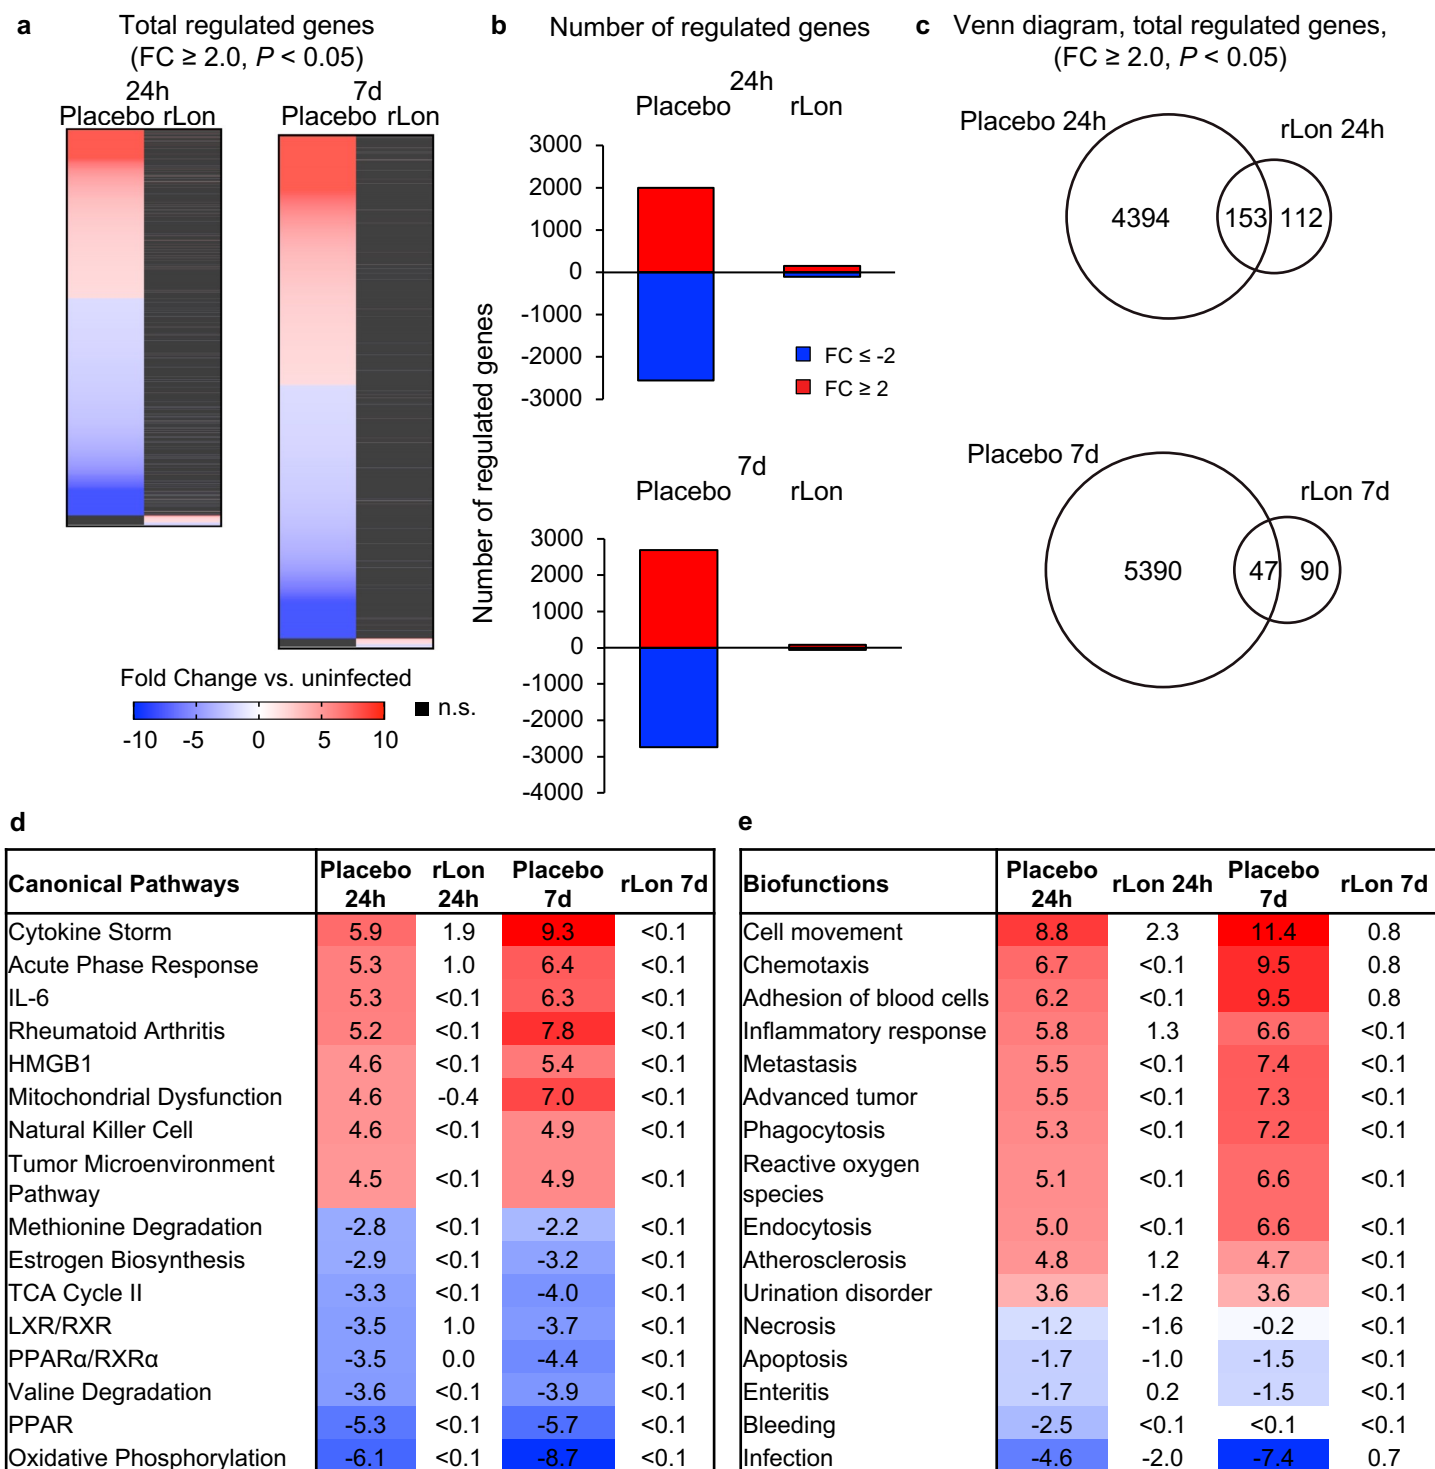 a
Total regulated genes
(FC ≥ 2.0, P < 0.05)
24h
Placebo rLon
7d
Placebo rLon
Fold Change vs. uninfected
n.s.
-10 -5 0 5 10
b
Number of regulated genes
24h
Placebo rLon
3000
2000
1000
0
-1000
-2000
-3000
FC ≤ -2
FC ≥ 2
Number of regulated genes
7d
Placebo rLon
3000
2000
1000
0
-1000
-2000
-3000
-4000
c
Venn diagram, total regulated genes,
(FC ≥ 2.0, P < 0.05)
Placebo 24h
rLon 24h
4394 153 112
Placebo 7d
rLon 7d
5390 47 90
d
Canonical Pathways Placebo 24h rLon 24h Placebo 7d rLon 7d
Cytokine Storm 5.9 1.9 9.3 <0.1
Acute Phase Response 5.3 1.0 6.4 <0.1
IL-6 5.3 <0.1 6.3 <0.1
Rheumatoid Arthritis 5.2 <0.1 7.8 <0.1
HMGB1 4.6 <0.1 5.4 <0.1
Mitochondrial Dysfunction 4.6 -0.4 7.0 <0.1
Natural Killer Cell 4.6 <0.1 4.9 <0.1
Tumor Microenvironment
Pathway 4.5 <0.1 4.9 <0.1
Methionine Degradation -2.8 <0.1 -2.2 <0.1
Estrogen Biosynthesis -2.9 <0.1 -3.2 <0.1
TCA Cycle II -3.3 <0.1 -4.0 <0.1
LXR/RXR -3.5 1.0 -3.7 <0.1
PPARα/RXRα -3.5 0.0 -4.4 <0.1
Valine Degradation -3.6 <0.1 -3.9 <0.1
PPAR -5.3 <0.1 -5.7 <0.1
Oxidative Phosphorylation -6.1 <0.1 -8.7 <0.1
e
Biofunctions Placebo 24h rLon 24h Placebo 7d rLon 7d
Cell movement 8.8 2.3 11.4 0.8
Chemotaxis 6.7 <0.1 9.5 0.8
Adhesion of blood cells 6.2 <0.1 9.5 0.8
Inflammatory response 5.8 1.3 6.6 <0.1
Metastasis 5.5 <0.1 7.4 <0.1
Advanced tumor 5.5 <0.1 7.3 <0.1
Phagocytosis 5.3 <0.1 7.2 <0.1
Reactive oxygen
species 5.1 <0.1 6.6 <0.1
Endocytosis 5.0 <0.1 6.6 <0.1
Atherosclerosis 4.8 1.2 4.7 <0.1
Urination disorder 3.6 -1.2 3.6 <0.1
Necrosis -1.2 -1.6 -0.2 <0.1
Apoptosis -1.7 -1.0 -1.5 <0.1
Enteritis -1.7 0.2 -1.5 <0.1
Bleeding -2.5 <0.1 <0.1 <0.1
Infection -4.6 -2.0 -7.4 0.7